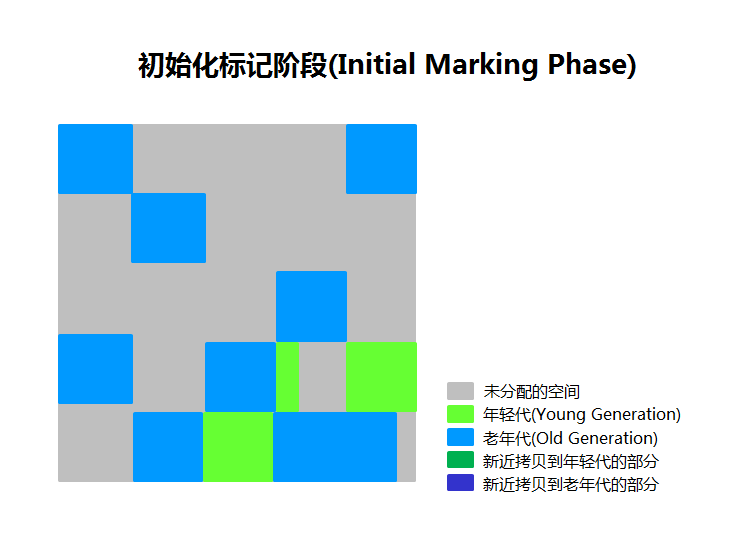 初始化标记阶段(Initial Marking Phase)
未分配的空间
年轻代(Young Generation)
老年代(Old Generation)
新近拷贝到年轻代的部分
新近拷贝到老年代的部分